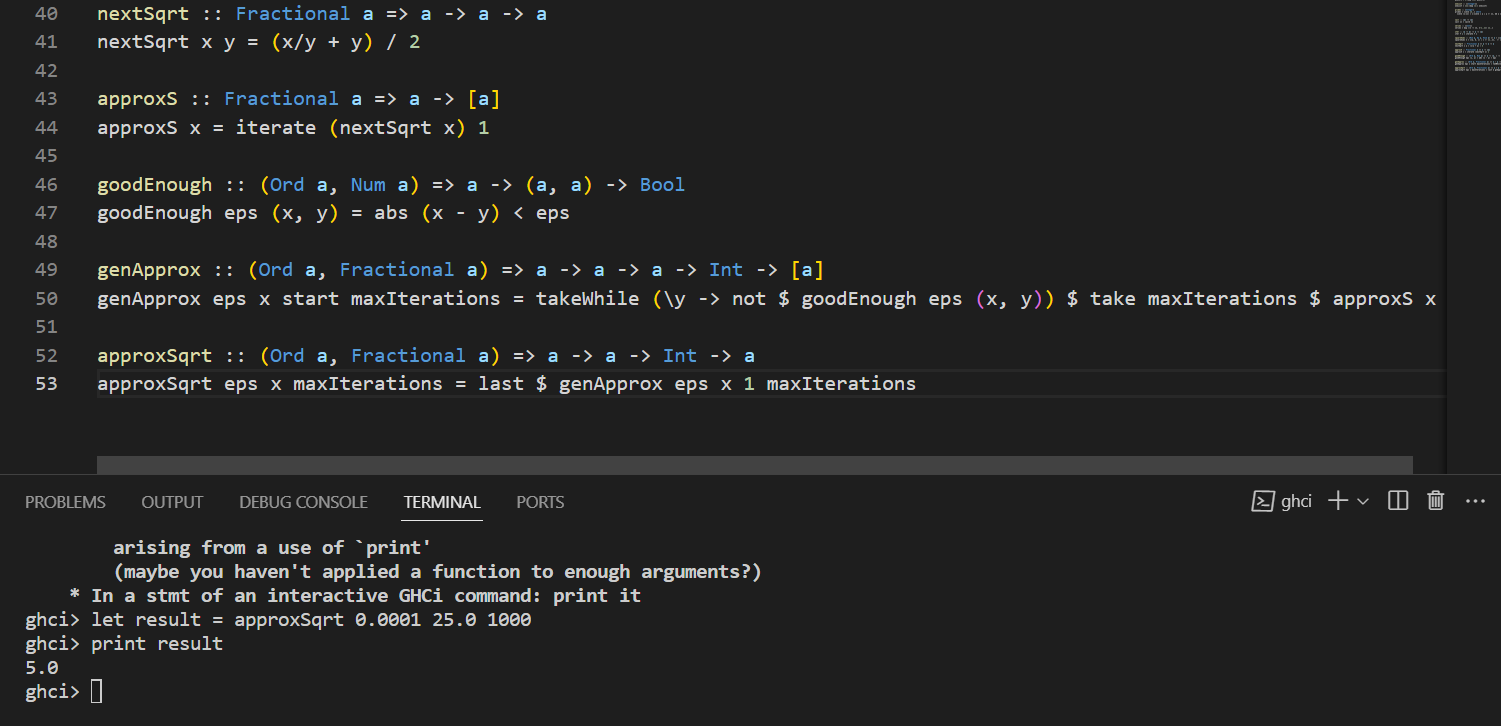 40 nextSqrt :: Fractional a => a -> a -> a
41 nextSqrt x y = (x/y + y) / 2
42
43 approxS :: Fractional a => a -> [a]
44 approxS x = iterate (nextSqrt x) 1
45
46 goodEnough :: (Ord a, Num a) => a -> (a, a) -> Bool
47 goodEnough eps (x, y) = abs (x - y) < eps
48
49 genApprox :: (Ord a, Fractional a) => a -> a -> a -> Int -> [a]
50 genApprox eps x start maxIterations = takeWhile (\y -> not $ goodEnough eps (x, y)) $ take maxIterations $ approxS x
51
52 approxSqrt :: (Ord a, Fractional a) => a -> a -> Int -> a
53 approxSqrt eps x maxIterations = last $ genApprox eps x 1 maxIterations
PROBLEMS OUTPUT DEBUG CONSOLE TERMINAL PORTS ghci
arising from a use of `print'
(maybe you haven't applied a function to enough arguments?)
* In a stmt of an interactive GHCi command: print it
ghci> let result = approxSqrt 0.0001 25.0 1000
ghci> print result
5.0
ghci>